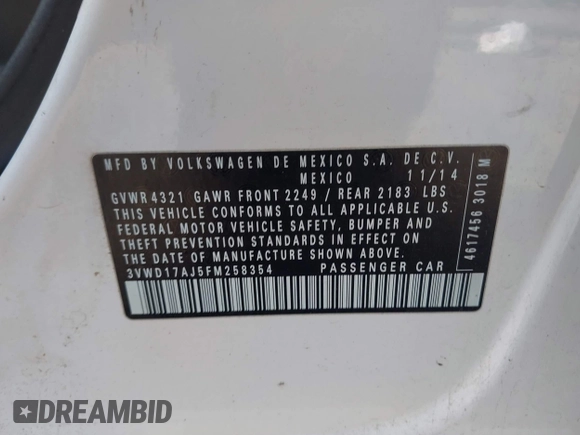 MFD BY VOLKSWAGEN DE MEXICO S.A. DE C.V.
MEXICO 11/14
GVWR 4321 GAWR FRONT 2249 / REAR 2183 LBS
THIS VEHICLE CONFORMS TO ALL APPLICABLE U.S.
FEDERAL MOTOR VEHICLE SAFETY, BUMPER AND
THEFT PREVENTION STANDARDS IN EFFECT ON
THE DATE OF MANUFACTURE SHOWN ABOVE.
3VWD17AJ5FM258354 PASSENGER CAR
4617456 3018 M
DREAMBID